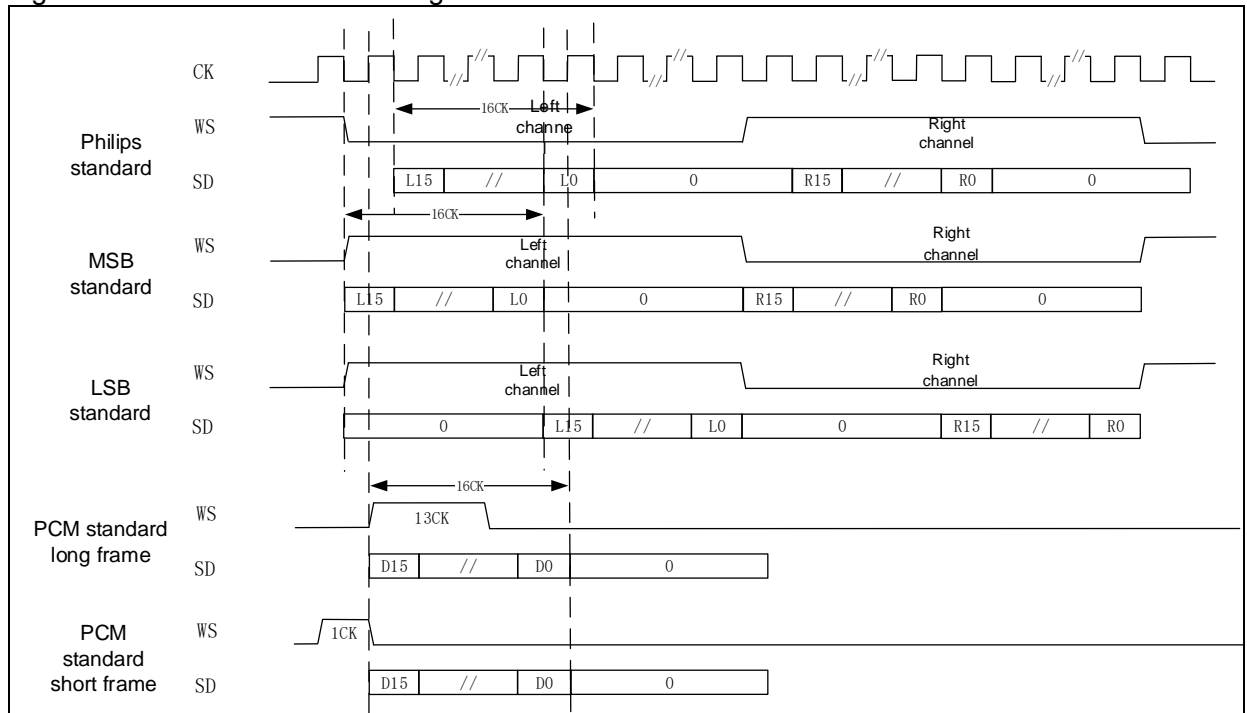 CK
//
//
//
//
//
//
//
//
16CK
Left
channe
Right
channel
Philips
standard
WS
SD
L15
//
L0
0
R15
//
R0
0
16CK
MSB
standard
WS
Left
channel
Right
channel
SD
L15
//
L0
0
R15
//
R0
0
LSB
standard
WS
Left
channel
Right
channel
SD
0
L15
//
L0
0
R15
//
R0
16CK
PCM standard
long frame
WS
13CK
SD
D15
//
D0
0
PCM
standard
short frame
WS
1CK
SD
D15
//
D0
0